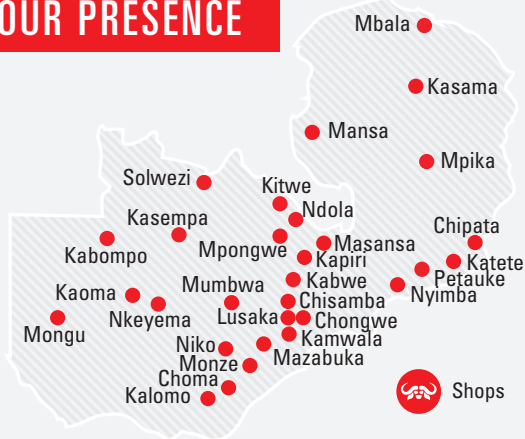 OUR PRESENCE
Mbala
Kasama
Mansa
Mpika
Solwezi
Kitwe
Ndola
Kasempa
Chipata
Kabompo
Mpongwe
Masansa
Kapiri
Katete
Petauke
Nyimba
Kabwe
Mumbwa
Kaoma
Chisamba
Nkeyema
Lusaka
Chongwe
Mongu
Kamwala
Niko
Mazabuka
Monze
Choma
Kalomo
Shops